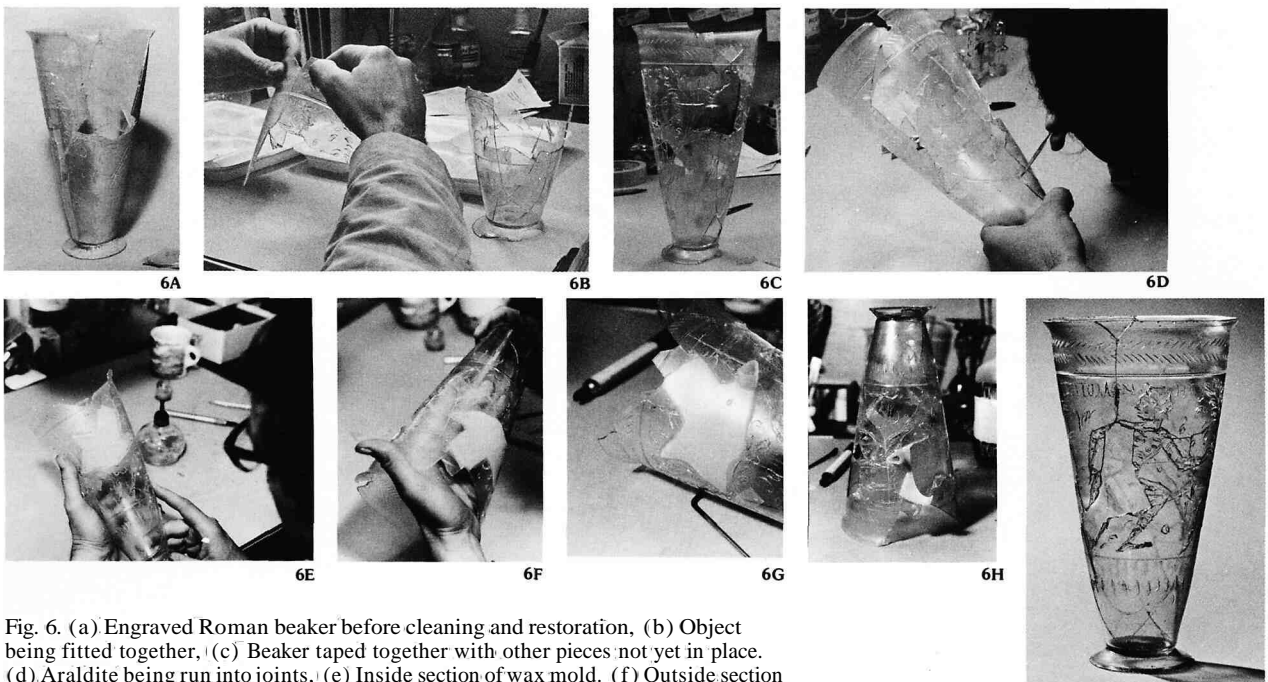 6A
6B
6C
6D
6E
6F
6G
6H
Fig. 6. (a) Engraved Roman beaker before cleaning and restoration, (b) Object
being fitted together, (c) Beaker taped together with other pieces not yet in place.
(d) Araldite being run into joints, (e) Inside section of wax mold. (f) Outside section